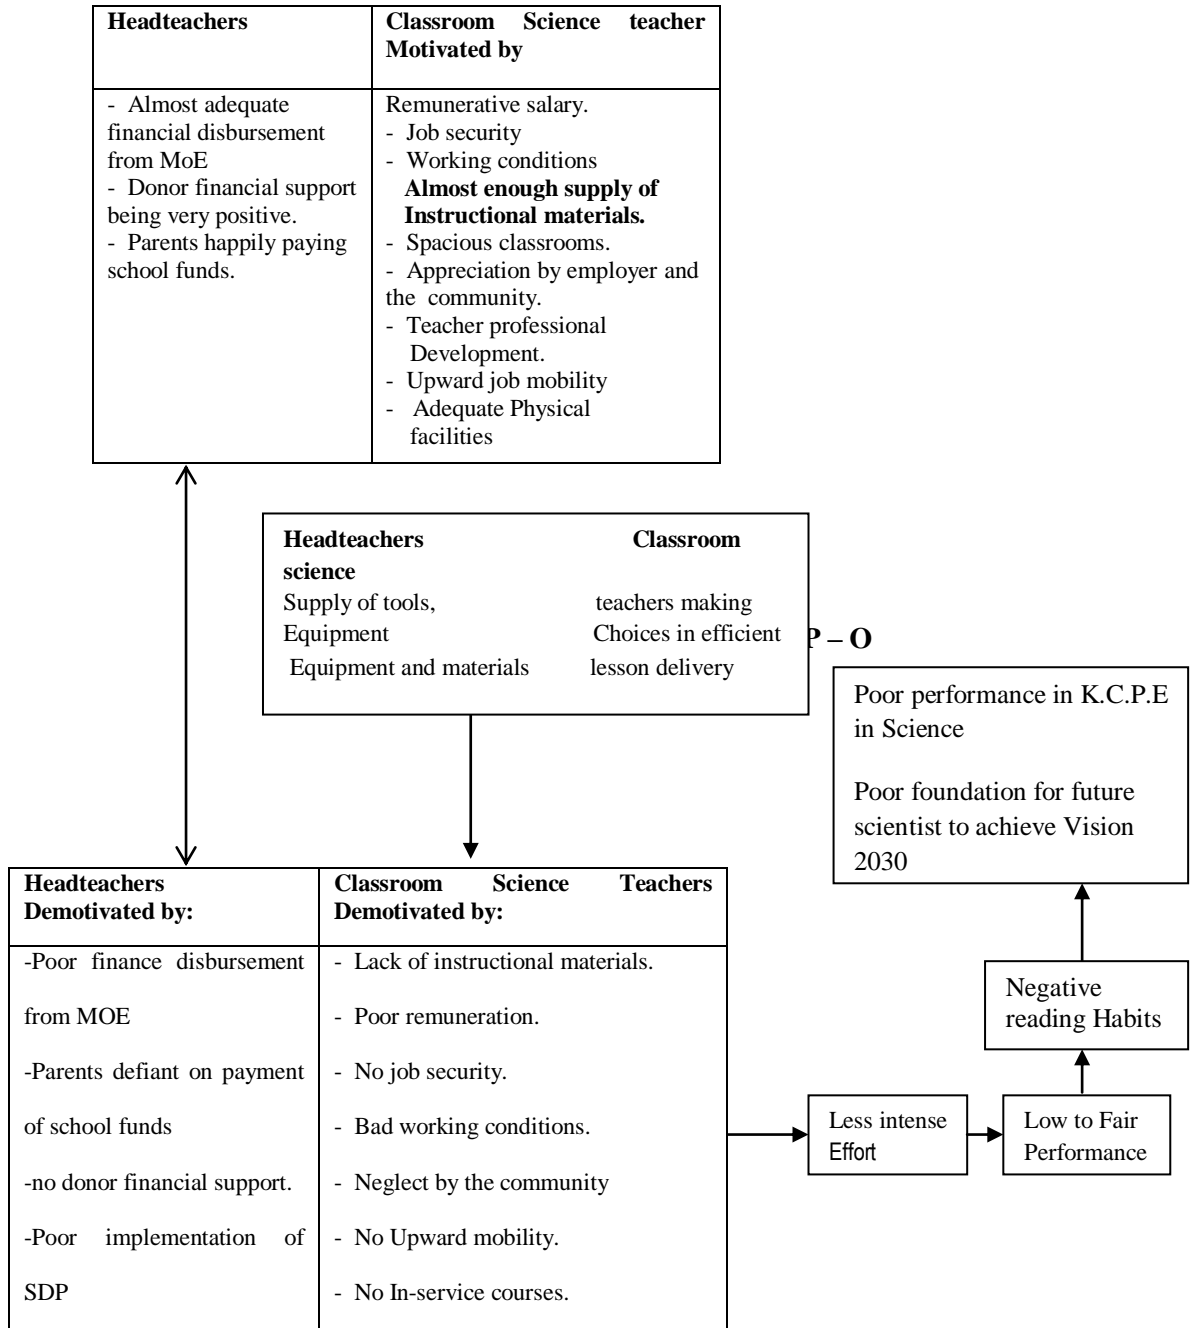 Headteachers
Classroom Science teacher
Motivated by
- Almost adequate
financial disbursement
from MoE
- Donor financial support
being very positive.
- Parents happily paying
school funds.
Remunerative salary.
- Job security
- Working conditions
Almost enough supply of
Instructional materials.
- Spacious classrooms.
- Appreciation by employer and
the community.
- Teacher professional
Development.
- Upward job mobility
- Adequate Physical
facilities
Headteachers Classroom
science
Supply of tools, teachers making
Equipment Choices in efficient
Equipment and materials lesson delivery
P – O
Poor performance in K.C.P.E
in Science
Poor foundation for future
scientist to achieve Vision
2030
Negative
reading Habits
Low to Fair
Performance
Less intense
Effort
Headteachers
Demotivated by:
Classroom Science Teachers
Demotivated by:
-Poor finance disbursement
from MOE
-Parents defiant on payment
of school funds
-no donor financial support.
-Poor implementation of
SDP
- Lack of instructional materials.
- Poor remuneration.
- No job security.
- Bad working conditions.
- Neglect by the community
- No Upward mobility.
- No In-service courses.